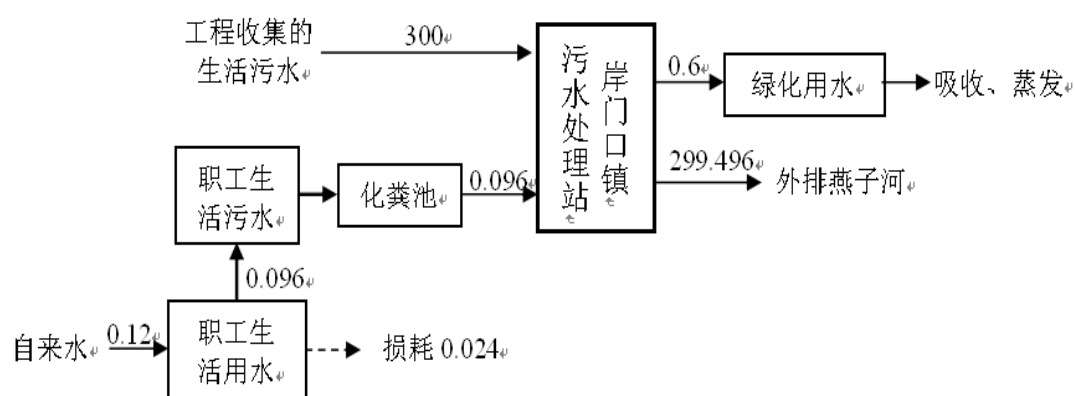 工程收集的
生活污水
300
污水处理站
岸门口镇
0.6
绿化用水
吸收、蒸发
299.496
外排燕子河
职工生
活污水
化粪池
0.096
0.096
自来水
0.12
职工生
活用水
损耗 0.024